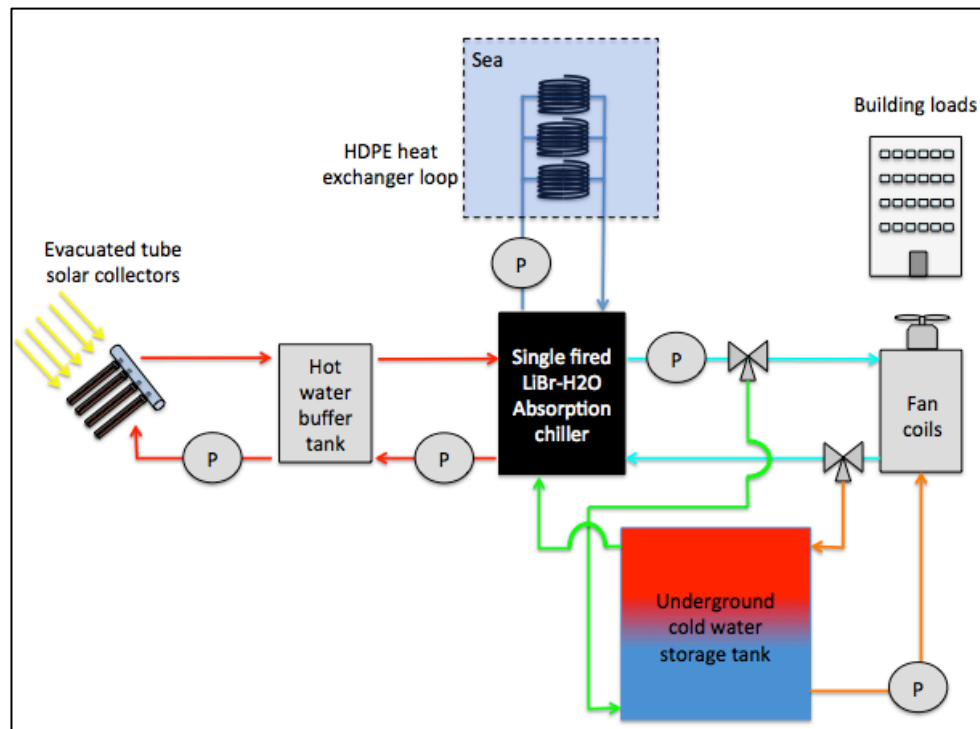 Sea
Building loads
HDPE heat
exchanger loop
Evacuated tube
solar collectors
P
Hot
water
buffer
tank
Single fired
LiBr-H2O
Absorption
chiller
P
Fan
coils
P
P
Underground
cold water
storage tank
P